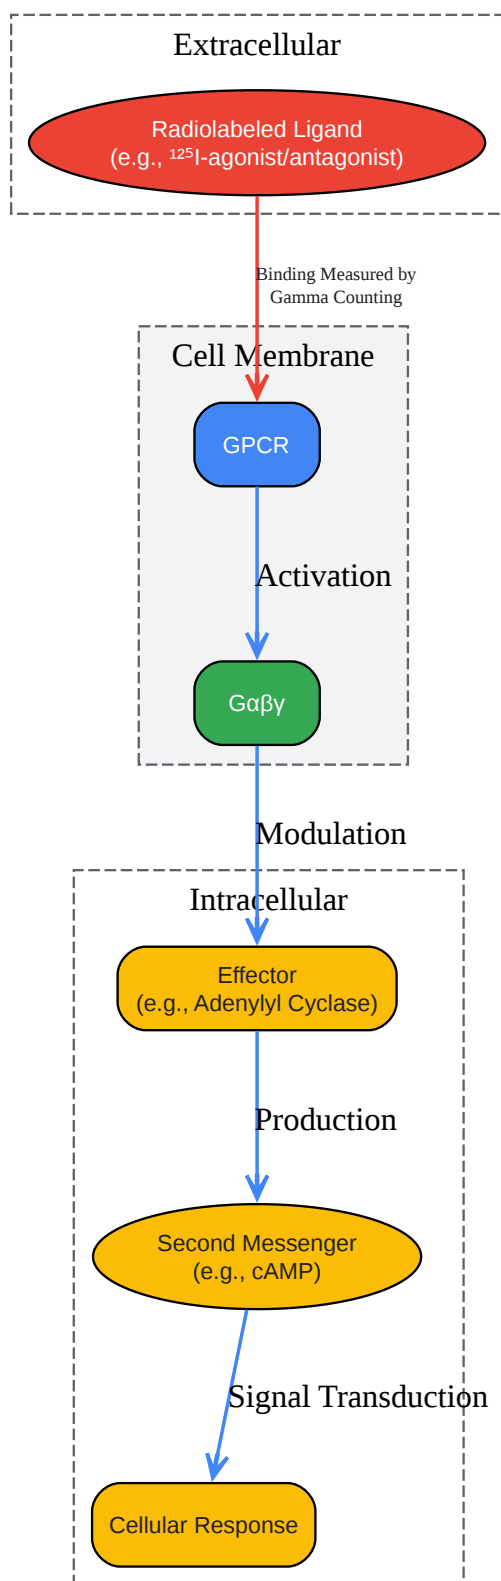 Extracellular
Radiolabeled Ligand
(e.g., ¹²⁵I-agonist/antagonist)
Binding Measured by
Gamma Counting
Cell Membrane
GPCR
Activation
Gαβγ
Modulation
Intracellular
Effector
(e.g., Adenylyl Cyclase)
Production
Second Messenger
(e.g., cAMP)
Signal Transduction
Cellular Response